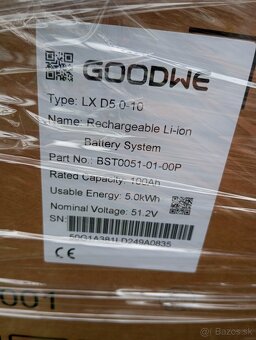 GOODWE
Type: LX D5.0-10
Name: Rechargeable Li-ion
Battery System
Part No.: BST0051-01-00P
Rated Capacity: 100Ah
Usable Energy: 5.0kWh
Nominal Voltage: 51.2V
SN:
CE
001
Bazos.sk